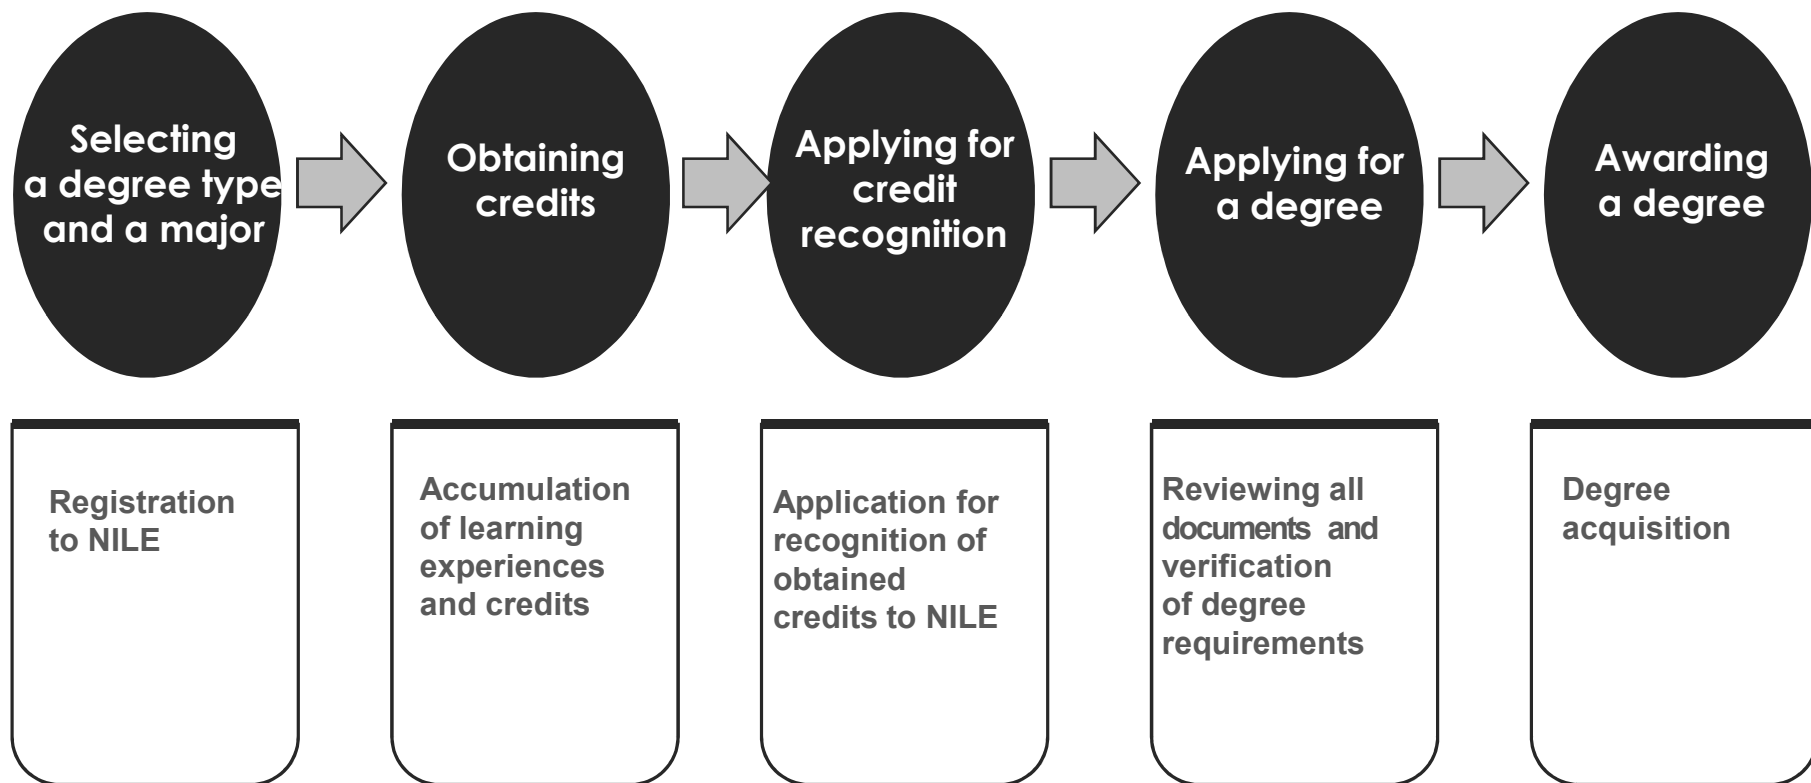 Selecting
a degree type
and a major
Obtaining
credits
Applying for
credit
recognition
Applying for
a degree
Awarding
a degree
Registration
to NILE
Accumulation
of learning
experiences
and credits
Application for
recognition of
obtained
credits to NILE
Reviewing all
documents and
verification
of degree
requirements
Degree
acquisition